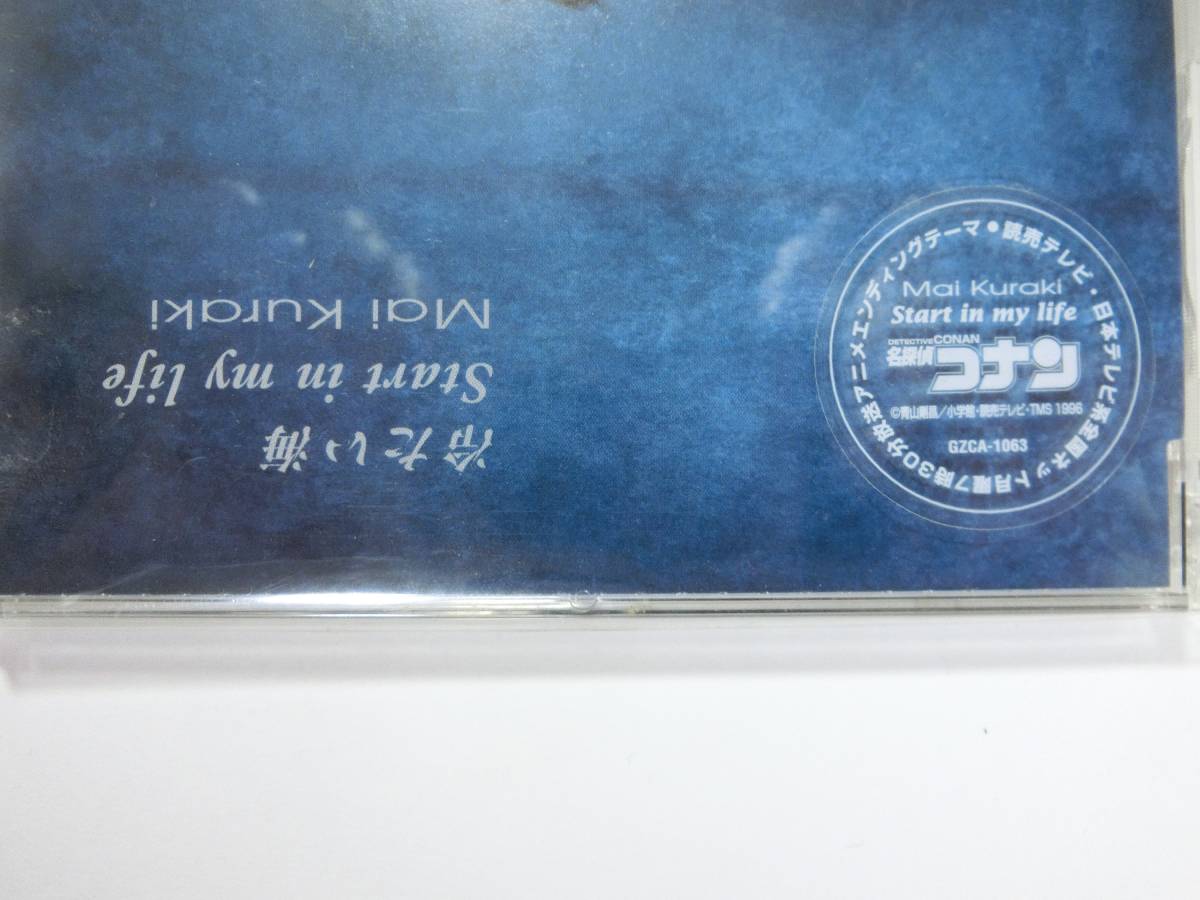 冷たい海
Start in my life
Mai Kuraki
読売テレビ・日本テレビ系全国ネット月曜7時30分放送アニメエンディングテーマ●
Mai Kuraki
Start in my life
DETECTIVE CONAN
名探偵コナン
©青山剛昌/小学館・読売テレビ・TMS 1996
GZCA-1063